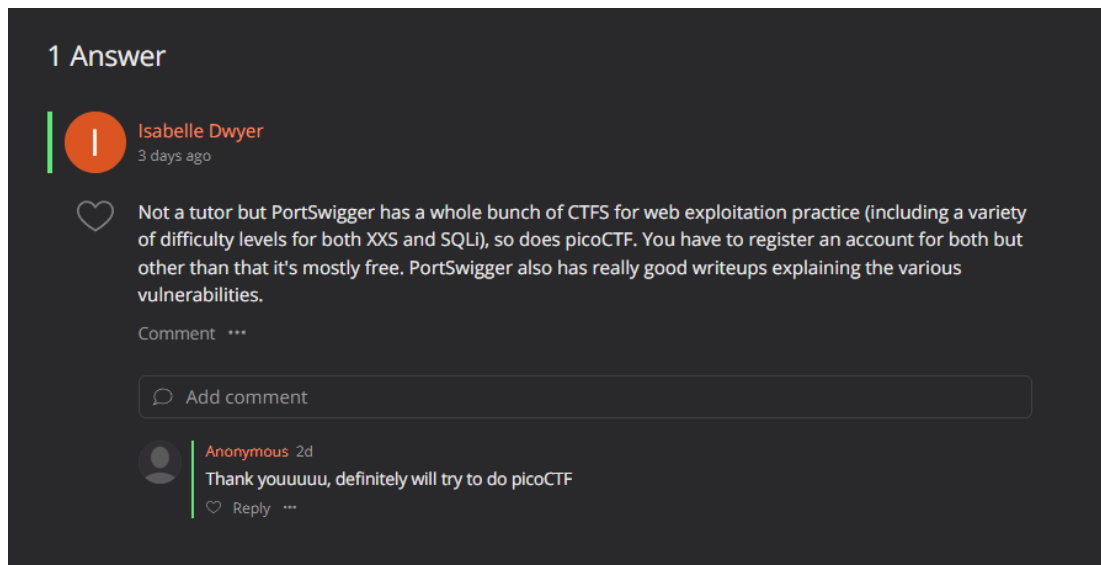 1 Answer
I
Isabelle Dwyer
3 days ago
Not a tutor but PortSwigger has a whole bunch of CTFS for web exploitation practice (including a variety
of difficulty levels for both XXS and SQLi), so does picoCTF. You have to register an account for both but
other than that it's mostly free. PortSwigger also has really good writeups explaining the various
vulnerabilities.
Comment ···
Add comment
Anonymous 2d
Thank youuuuu, definitely will try to do picoCTF
Reply ···